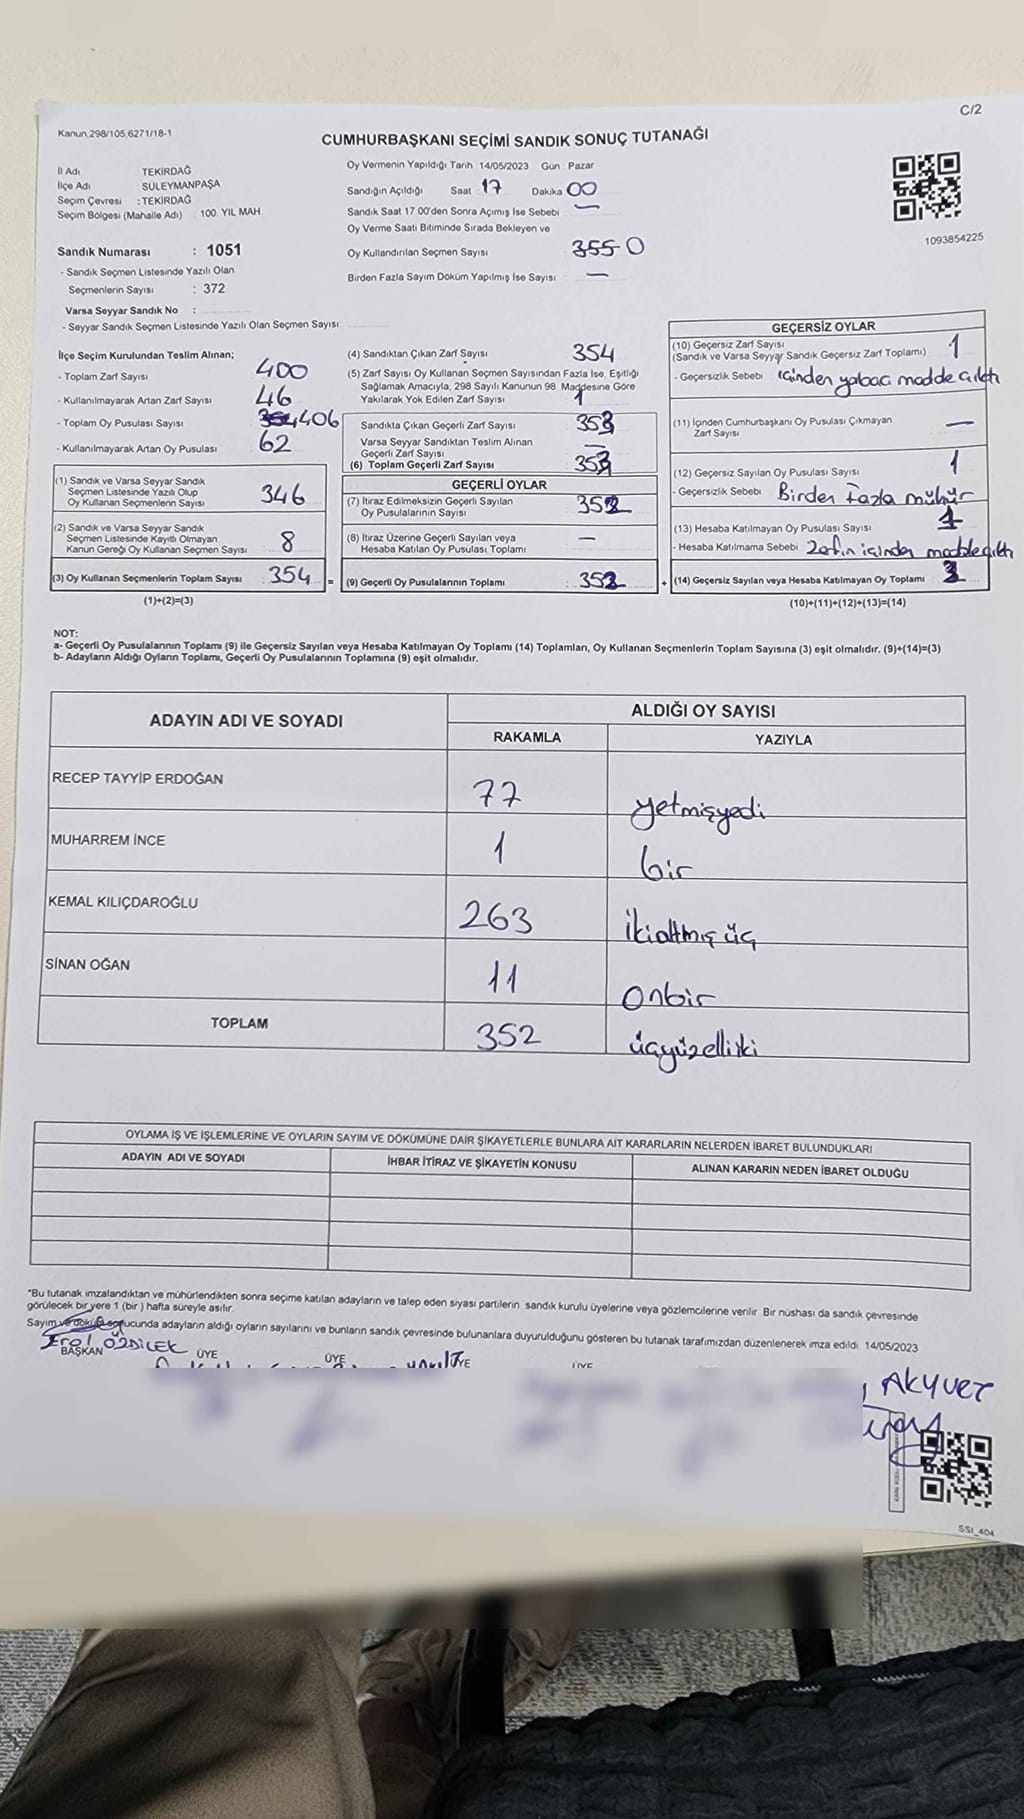 C/2
Kanun 298/105,6271/18-1
CUMHURBAŞKANI SEÇİMİ SANDIK SONUÇ TUTANAĞI
İl Adı TEKİRDAĞ
İlçe Adı SÜLEYMANPAŞA
Seçim Çevresi : TEKİRDAĞ
Seçim Bölgesi (Mahalle Adı) : 100. YIL MAH.
Sandık Numarası : 1051
- Sandık Seçmen Listesinde Yazılı Olan
Seçmenlerin Sayısı : 372
Varsa Seyyar Sandık No :
- Seyyar Sandık Seçmen Listesinde Yazılı Olan Seçmen Sayısı
Oy Vermenin Yapıldığı Tarih 14/05/2023 Gün Pazar
Sandığın Açıldığı Saat 17 Dakika 00
Sandık Saat 17 00'den Sonra Açımış İse Sebebi —
Oy Verme Saati Bitiminde Sırada Bekleyen ve
Oy Kullandırılan Seçmen Sayısı 355 0
Birden Fazla Sayım Döküm Yapılmış İse Sayısı —
1093854225
İlçe Seçim Kurulundan Teslim Alınan;
- Toplam Zarf Sayısı 400
- Kullanılmayarak Artan Zarf Sayısı 46
- Toplam Oy Pusulası Sayısı 406
- Kullanılmayarak Artan Oy Pusulası 62
(1) Sandık ve Varsa Seyyar Sandık
Seçmen Listesinde Yazılı Olup
Oy Kullanan Seçmenlerin Sayısı 346
(2) Sandık ve Varsa Seyyar Sandık
Seçmen Listesinde Kayıtlı Olmayan
Kanun Gereği Oy Kullanan Seçmen Sayısı 8
(3) Oy Kullanan Seçmenlerin Toplam Sayısı : 354 =
(1)+(2)=(3)
(4) Sandıktan Çıkan Zarf Sayısı 354
(5) Zarf Sayısı Oy Kullanan Seçmen Sayısından Fazla İse, Eşitliği
Sağlamak Amacıyla, 298 Sayılı Kanunun 98. Maddesine Göre
Yakılarak Yok Edilen Zarf Sayısı 1
Sandıkta Çıkan Geçerli Zarf Sayısı 353
Varsa Seyyar Sandıktan Teslim Alınan
Geçerli Zarf Sayısı —
(6) Toplam Geçerli Zarf Sayısı 353
GEÇERLİ OYLAR
(7) İtiraz Edilmeksizin Geçerli Sayılan
Oy Pusulalarının Sayısı : 352
(8) İtiraz Üzerine Geçerli Sayılan veya
Hesaba Katılan Oy Pusulası Toplamı —
(9) Geçerli Oy Pusulalarının Toplamı : 352 +
GEÇERSİZ OYLAR
(10) Geçersiz Zarf Sayısı
(Sandık ve Varsa Seyyar Sandık Geçersiz Zarf Toplamı) 1
- Geçersizlik Sebebi içinden yabacı madde çıktı
(11) İçinden Cumhurbaşkanı Oy Pusulası Çıkmayan
Zarf Sayısı —
(12) Geçersiz Sayılan Oy Pusulası Sayısı 1
- Geçersizlik Sebebi Birden Fazla mühür
(13) Hesaba Katılmayan Oy Pusulası Sayısı 1
- Hesaba Katılmama Sebebi Zarfın içinden madde çıktı
(14) Geçersiz Sayılan veya Hesaba Katılmayan Oy Toplamı
(10)+(11)+(12)+(13)=(14)
NOT:
a- Geçerli Oy Pusulalarının Toplamı (9) ile Geçersiz Sayılan veya Hesaba Katılmayan Oy Toplamı (14) Toplamları, Oy Kullanan Seçmenlerin Toplam Sayısına (3) eşit olmalıdır. (9)+(14)=(3)
b- Adayların Aldığı Oyların Toplamı, Geçerli Oy Pusulalarının Toplamına (9) eşit olmalıdır.
ADAYIN ADI VE SOYADI ALDIĞI OY SAYISI
RAKAMLA YAZIYLA
RECEP TAYYİP ERDOĞAN 77 yetmişyedi
MUHARREM İNCE 1 bir
KEMAL KILIÇDAROĞLU 263 ikialtmış üç
SİNAN OĞAN 11 onbir
TOPLAM 352 üçyüzelliiki
OYLAMA İŞ VE İŞLEMLERİNE VE OYLARIN SAYIM VE DÖKÜMÜNE DAİR ŞİKAYETLERLE BUNLARA AİT KARARLARIN NELERDEN İBARET BULUNDUKLARI
ADAYIN ADI VE SOYADI İHBAR İTİRAZ VE ŞİKAYETİN KONUSU ALINAN KARARIN NEDEN İBARET OLDUĞU
*Bu tutanak imzalandıktan ve mühürlendikten sonra seçime katılan adayların ve talep eden siyasi partilerin sandık kurulu üyelerine veya gözlemcilerine verilir Bir nüshası da sandık çevresinde
görülecek bir yere 1 (bir) hafta süreyle asılır.
Sayım ve döküm sonucunda adayların aldığı oyların sayılarını ve bunların sandık çevresinde bulunanlara duyurulduğunu gösteren bu tutanak tarafımızdan düzenlenerek imza edildi 14/05/2023
Erol ÖZDİLEK
BAŞKAN ÜYE ÜYE ÜYE ÜYE
AKYVET
SSI_404